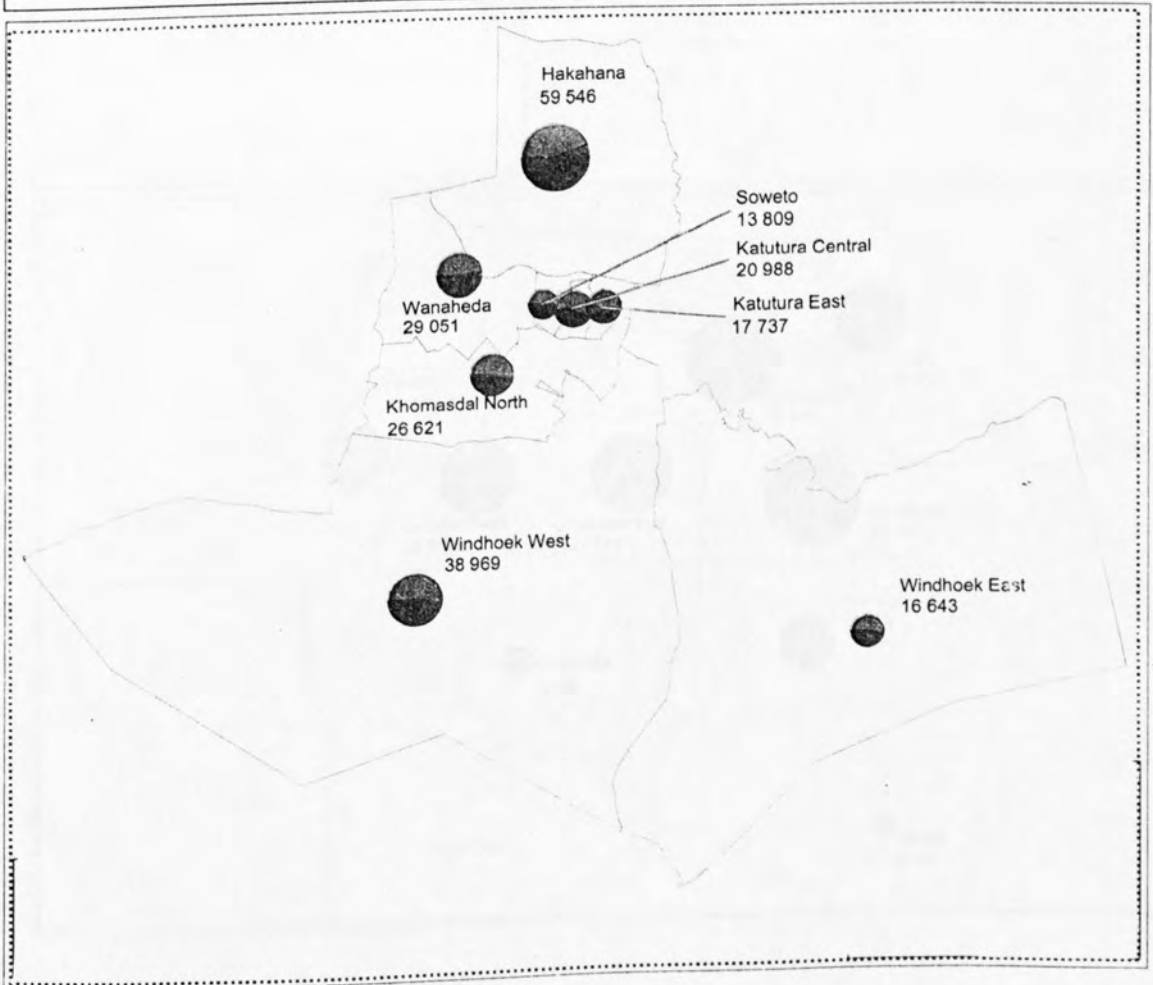 Hakahana
59 546
Soweto
13 809
Katutura Central
20 988
Katutura East
17 737
Wanaheda
29 051
Khomasdal North
26 621
Windhoek West
38 969
Windhoek East
16 643